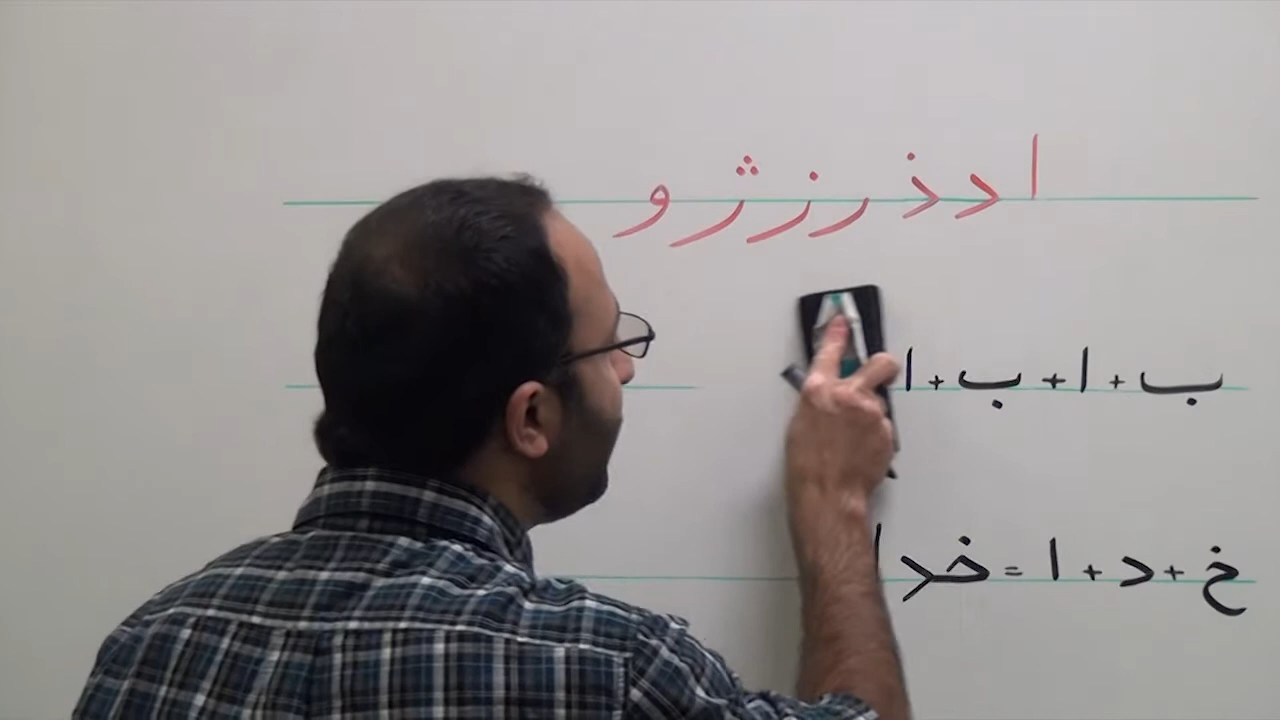 ا د ذ ر ز ژ و
ب + ا + ب + ا
خ + د + ا = خدا